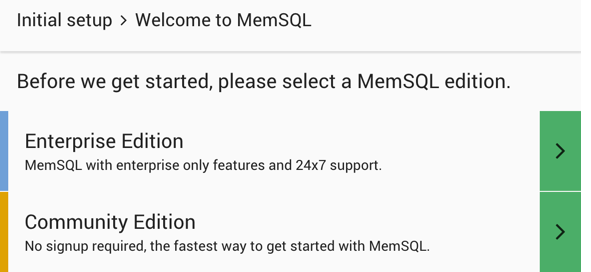 Initial setup > Welcome to MemSQL
Before we get started, please select a MemSQL edition.
Enterprise Edition
MemSQL with enterprise only features and 24x7 support.
Community Edition
No signup required, the fastest way to get started with MemSQL.